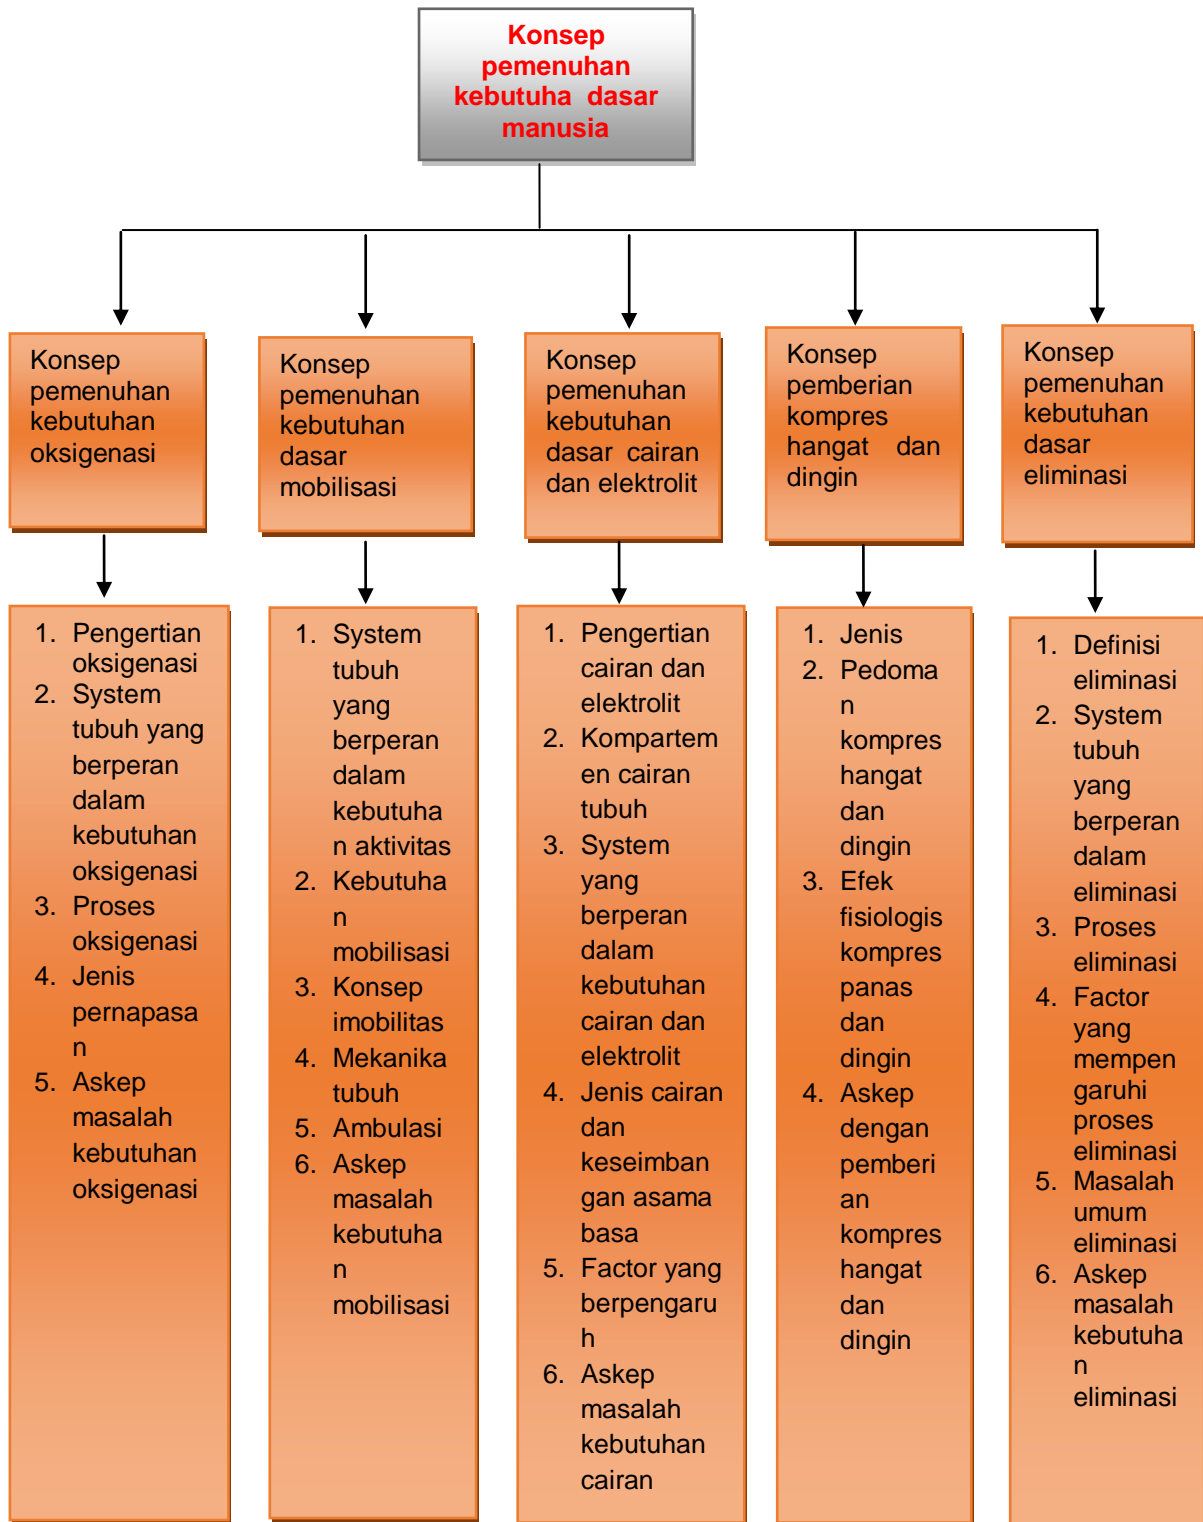 Konsep
pemenuhan
kebutuha dasar
manusia
Konsep
pemenuhan
kebutuhan
oksigenasi
Konsep
pemenuhan
kebutuhan
dasar
mobilisasi
Konsep
pemenuhan
kebutuhan
dasar cairan
dan elektrolit
Konsep
pemberian
kompres
hangat dan
dingin
Konsep
pemenuhan
kebutuhan
dasar
eliminasi
1. Pengertian
oksigenasi
2. System
tubuh yang
berperan
dalam
kebutuhan
oksigenasi
3. Proses
oksigenasi
4. Jenis
pernapasa
n
5. Askep
masalah
kebutuhan
oksigenasi
1. System
tubuh
yang
berperan
dalam
kebutuha
n aktivitas
2. Kebutuha
n
mobilisasi
3. Konsep
imobilitas
4. Mekanika
tubuh
5. Ambulasi
6. Askep
masalah
kebutuha
n
mobilisasi
1. Pengertian
cairan dan
elektrolit
2. Kompartem
en cairan
tubuh
3. System
yang
berperan
dalam
kebutuhan
cairan dan
elektrolit
4. Jenis cairan
dan
keseimban
gan asama
basa
5. Factor yang
berpengaru
h
6. Askep
masalah
kebutuhan
cairan
1. Jenis
2. Pedoma
n
kompres
hangat
dan
dingin
3. Efek
fisiologis
kompres
panas
dan
dingin
4. Askep
dengan
pemberi
an
kompres
hangat
dan
dingin
1. Definisi
eliminasi
2. System
tubuh
yang
berperan
dalam
eliminasi
3. Proses
eliminasi
4. Factor
yang
mempen
garuhi
proses
eliminasi
5. Masalah
umum
eliminasi
6. Askep
masalah
kebutuha
n
eliminasi